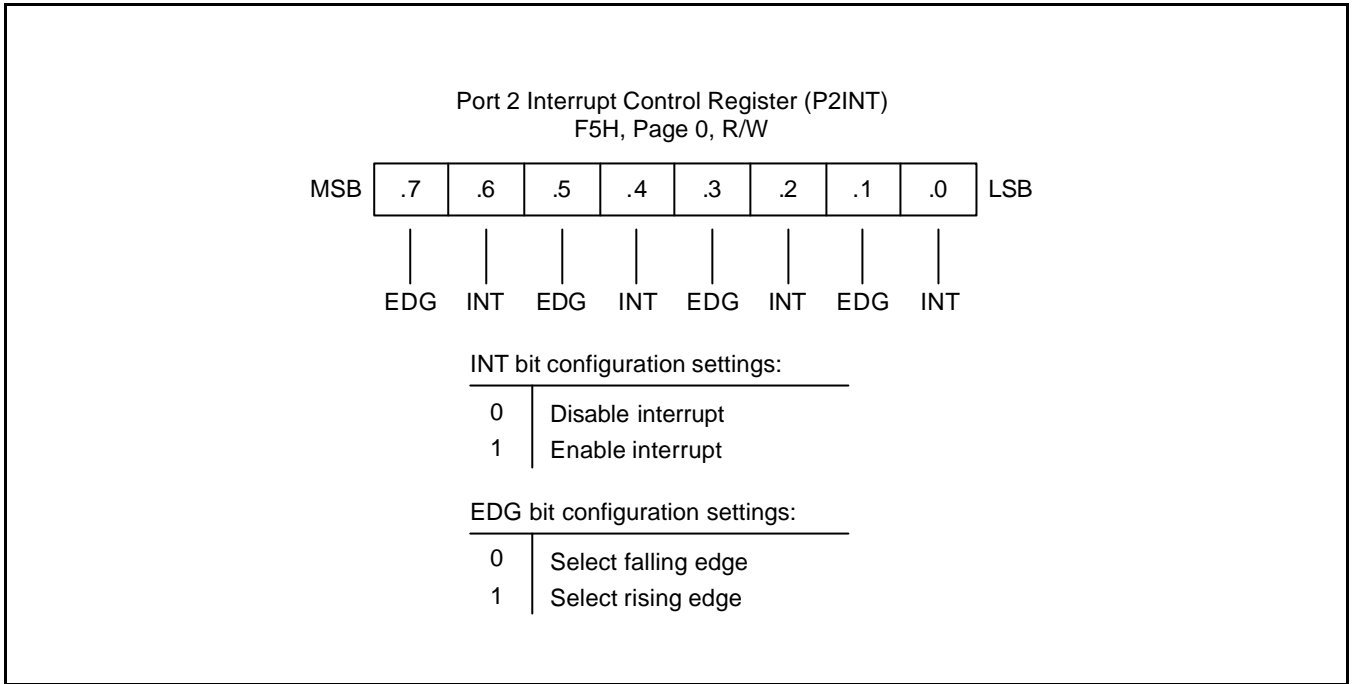 Port 2 Interrupt Control Register (P2INT)
F5H, Page 0, R/W
MSB .7 .6 .5 .4 .3 .2 .1 .0 LSB
EDG INT EDG INT EDG INT EDG INT
INT bit configuration settings:
0 Disable interrupt
1 Enable interrupt
EDG bit configuration settings:
0 Select falling edge
1 Select rising edge